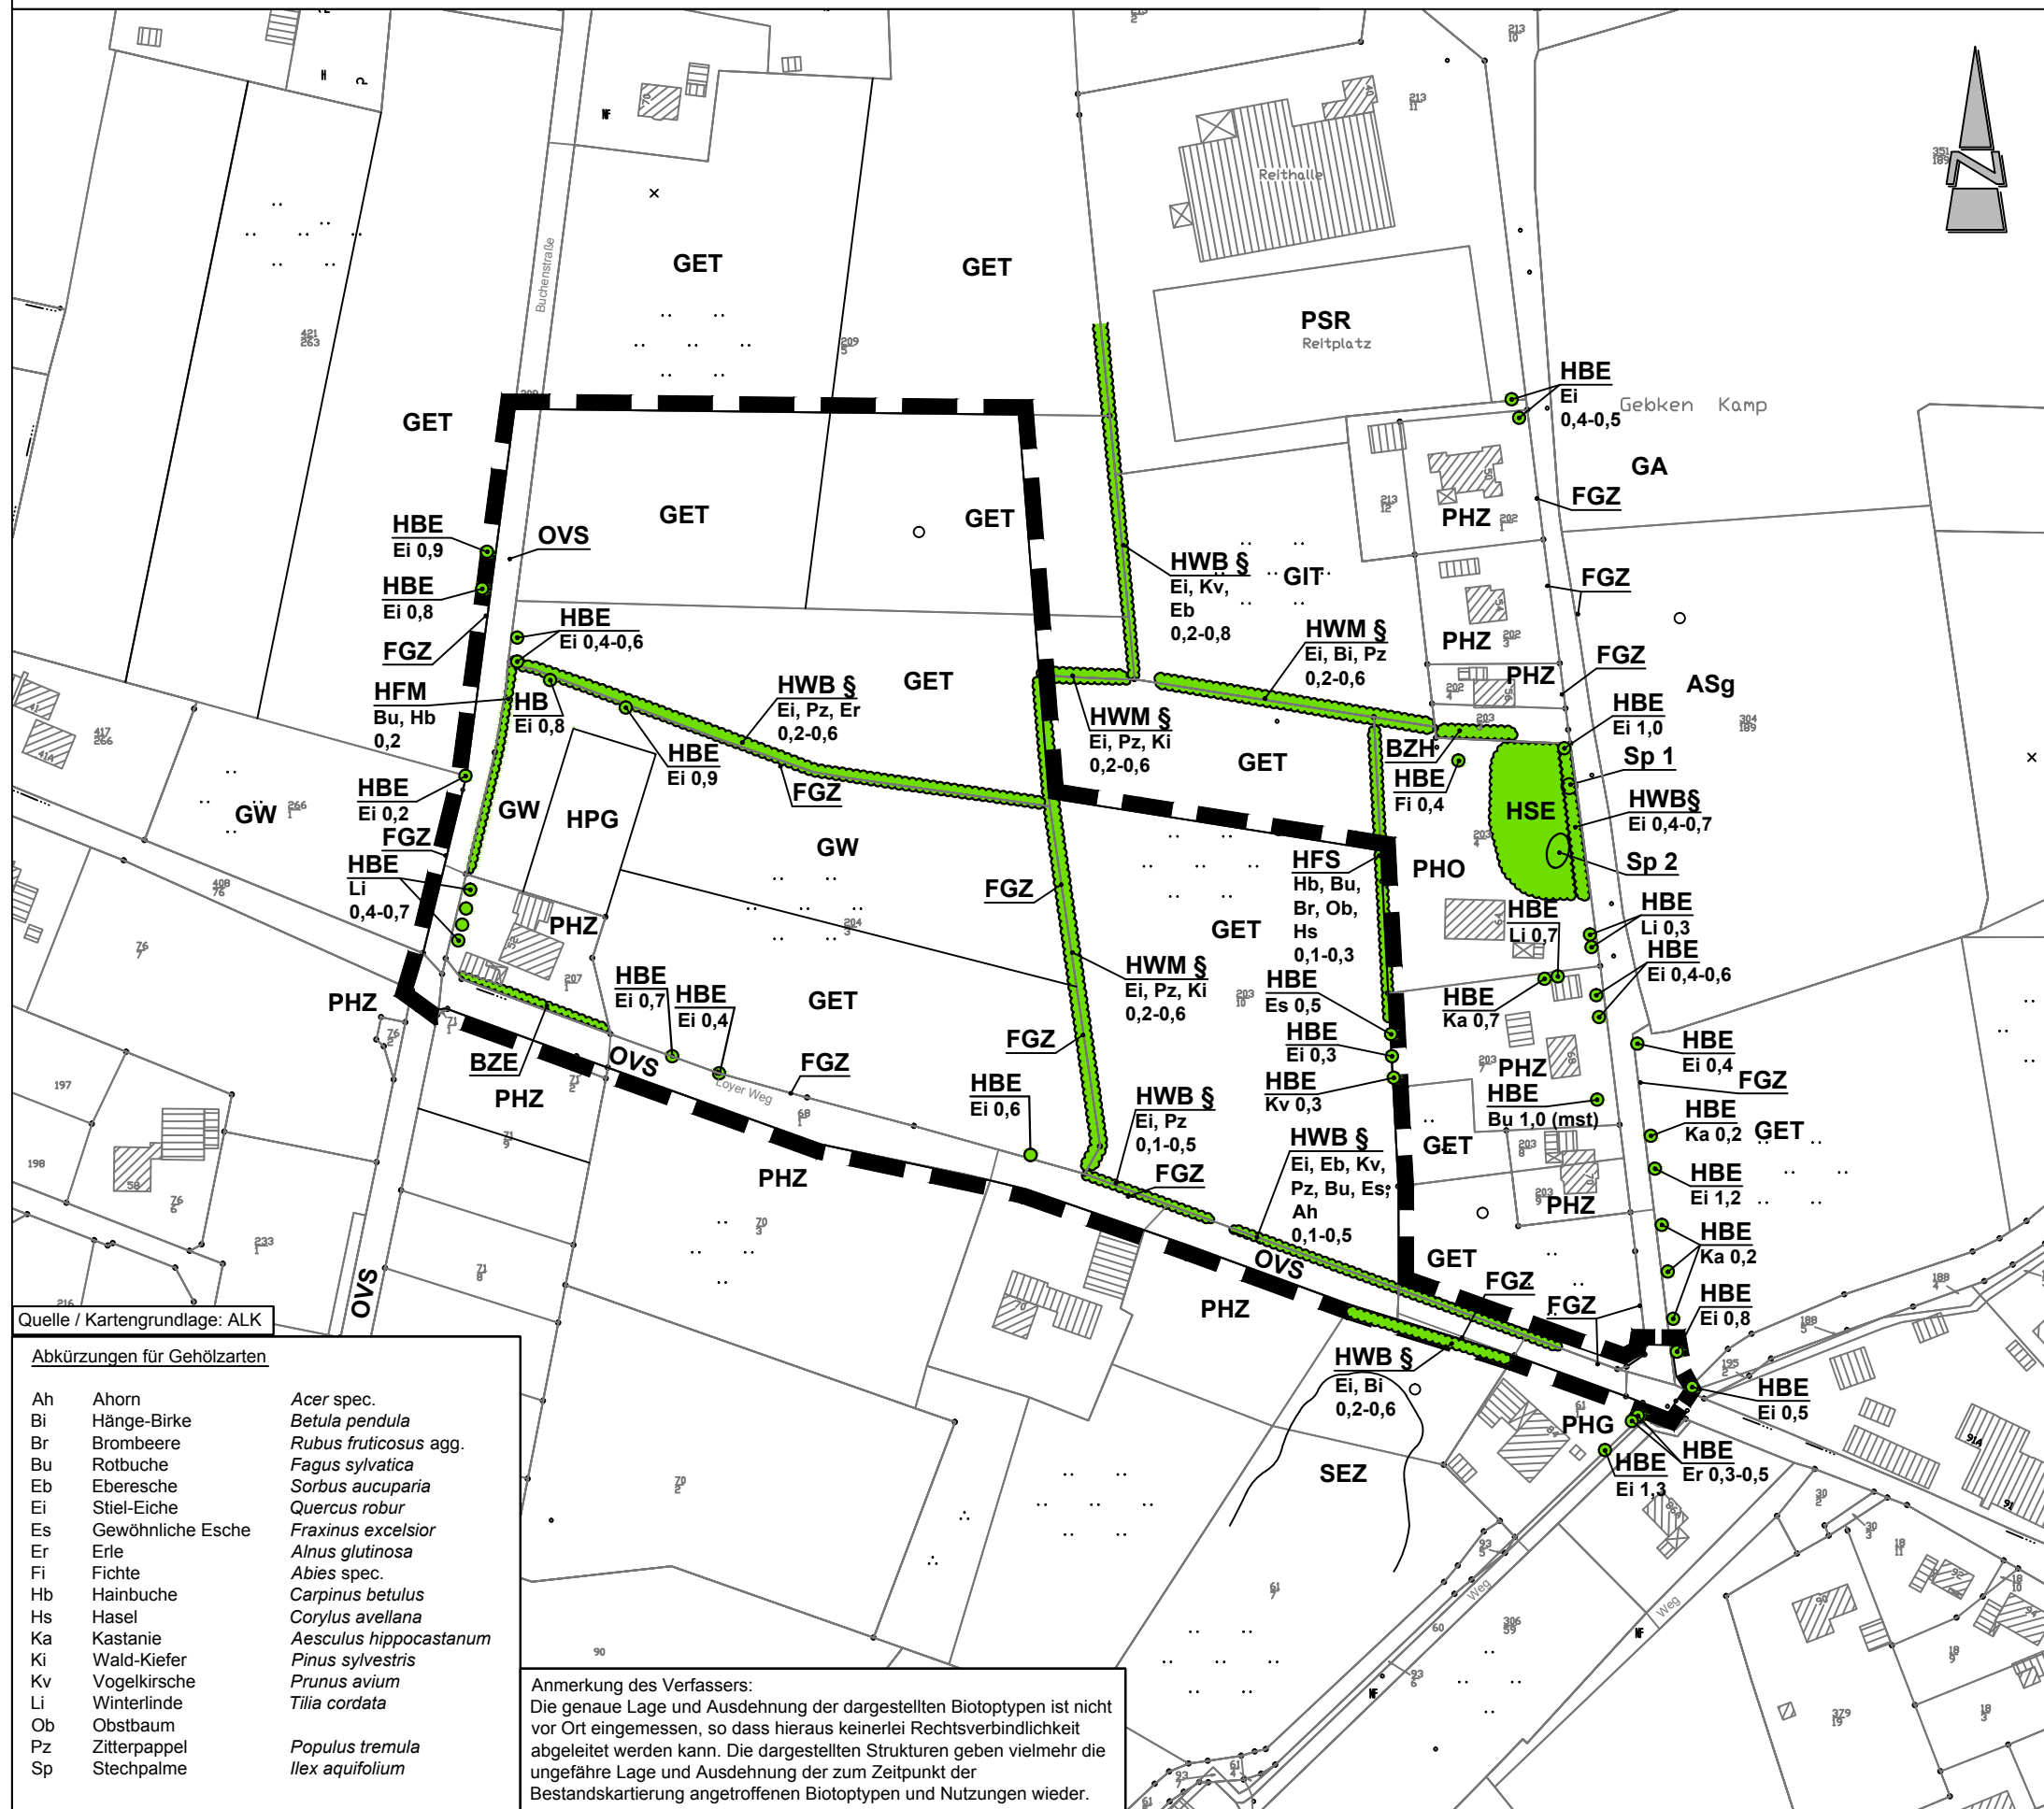 Reithalle
GET
GET
Buchenstraße
PSR
Reitplatz
HBE
Ei
0,4-0,5
Gebken Kamp
GET
GA
FGZ
GET
GET
PHZ
HBE
Ei 0,9
OVS
HWB §
Ei, Kv,
Eb
0,2-0,8
GIT
FGZ
HBE
Ei 0,8
HBE
Ei 0,4-0,6
HWM §
Ei, Bi, Pz
0,2-0,6
PHZ
FGZ
FGZ
PHZ
HFM
Bu, Hb
0,2
HB
Ei 0,8
HWB §
Ei, Pz, Er
0,2-0,6
GET
ASg
HWM §
Ei, Pz, Ki
0,2-0,6
HBE
Ei 1,0
HBE
Ei 0,9
BZH
GET
Sp 1
HBE
Ei 0,2
FGZ
HBE
Fi 0,4
HWB§
Ei 0,4-0,7
GW
GW
HPG
HSE
FGZ
GW
HFS
Hb, Bu,
Br, Ob,
Hs
0,1-0,3
PHO
Sp 2
HBE
Li
0,4-0,7
FGZ
PHZ
GET
HBE
Li 0,7
HBE
Li 0,3
HBE
Ei 0,4-0,6
HWM §
Ei, Pz, Ki
0,2-0,6
HBE
Ei 0,7
HBE
Ei 0,4
GET
HBE
Es 0,5
HBE
Ka 0,7
PHZ
FGZ
HBE
Ei 0,3
HBE
Ei 0,4
BZE
OVS
FGZ
Loyer Weg
PHZ
HBE
Kv 0,3
PHZ
FGZ
HBE
Ei 0,6
HWB §
Ei, Pz
0,1-0,5
HBE
Bu 1,0 (mst)
HBE
Ka 0,2
GET
HWB §
Ei, Eb, Kv,
Pz, Bu, Es,
Ah
0,1-0,5
GET
FGZ
PHZ
HBE
Ei 1,2
PHZ
HBE
Ka 0,2
GET
OVS
FGZ
OVS
PHZ
FGZ
HBE
Ei 0,8
HWB §
Ei, Bi
0,2-0,6
HBE
Ei 0,5
PHG
SEZ
HBE
Er 0,3-0,5
HBE
Ei 1,3
Weg
Weg
197
198
216
90
60
Quelle / Kartengrundlage: ALK
Abkürzungen für Gehölzarten
Ah Ahorn Acer spec.
Bi Hänge-Birke Betula pendula
Br Brombeere Rubus fruticosus agg.
Bu Rotbuche Fagus sylvatica
Eb Eberesche Sorbus aucuparia
Ei Stiel-Eiche Quercus robur
Es Gewöhnliche Esche Fraxinus excelsior
Er Erle Alnus glutinosa
Fi Fichte Abies spec.
Hb Hainbuche Carpinus betulus
Hs Hasel Corylus avellana
Ka Kastanie Aesculus hippocastanum
Ki Wald-Kiefer Pinus sylvestris
Kv Vogelkirsche Prunus avium
Li Winterlinde Tilia cordata
Ob Obstbaum
Pz Zitterpappel Populus tremula
Sp Stechpalme Ilex aquifolium
Anmerkung des Verfassers:
Die genaue Lage und Ausdehnung der dargestellten Biotoptypen ist nicht
vor Ort eingemessen, so dass hieraus keinerlei Rechtsverbindlichkeit
abgeleitet werden kann. Die dargestellten Strukturen geben vielmehr die
ungefähre Lage und Ausdehnung der zum Zeitpunkt der
Bestandskartierung angetroffenen Biotoptypen und Nutzungen wieder.